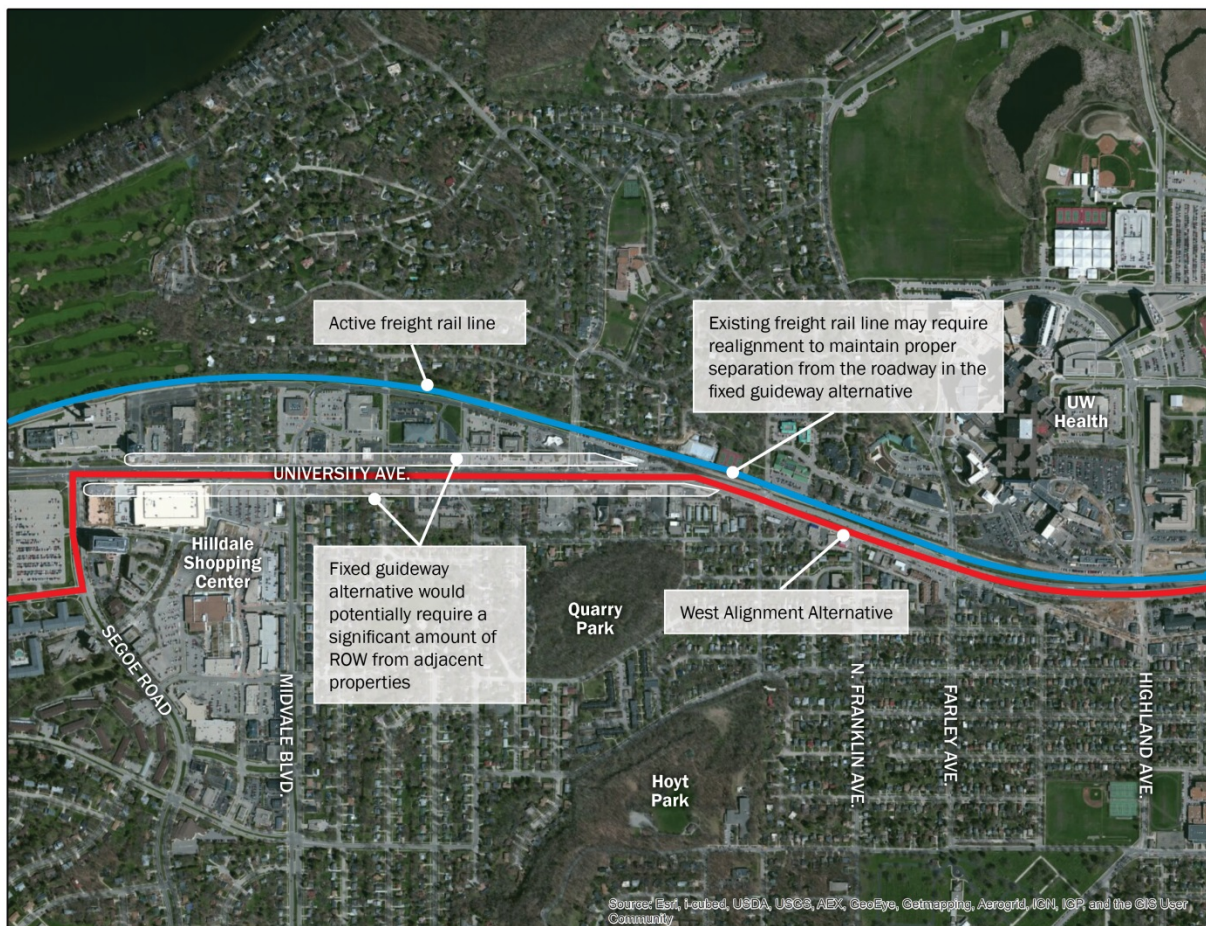 Active freight rail line
Existing freight rail line may require
realignment to maintain proper
separation from the roadway in the
fixed guideway alternative
UW
Health
UNIVERSITY AVE.
Hilldale
Shopping
Center
Fixed guideway
alternative would
potentially require a
significant amount of
ROW from adjacent
properties
Quarry
Park
West Alignment Alternative
SEGOE ROAD
MIDVALE BLVD.
N. FRANKLIN AVE.
FARLEY AVE.
HIGHLAND AVE.
Hoyt
Park
Source: Esri, i-cubed, USDA, USGS, AEX, GeoEye, Getmapping, Aerogrid, IGN, IGP, and the GIS User
Community